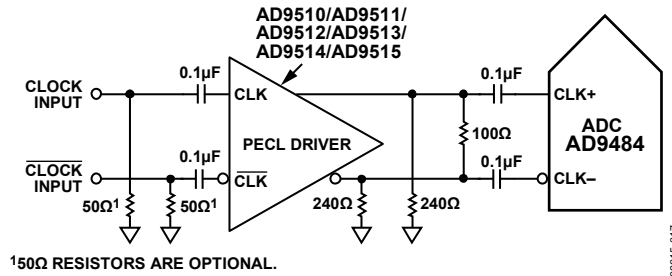 AD9510/AD9511/
AD9512/AD9513/
AD9514/AD9515
CLOCK
INPUT
0.1µF
CLK
PECL DRIVER
CLOCK
INPUT
0.1µF
CLK
50Ω1
50Ω1
240Ω
240Ω
0.1µF
100Ω
0.1µF
CLK+
ADC
AD9484
CLK–
150Ω RESISTORS ARE OPTIONAL.